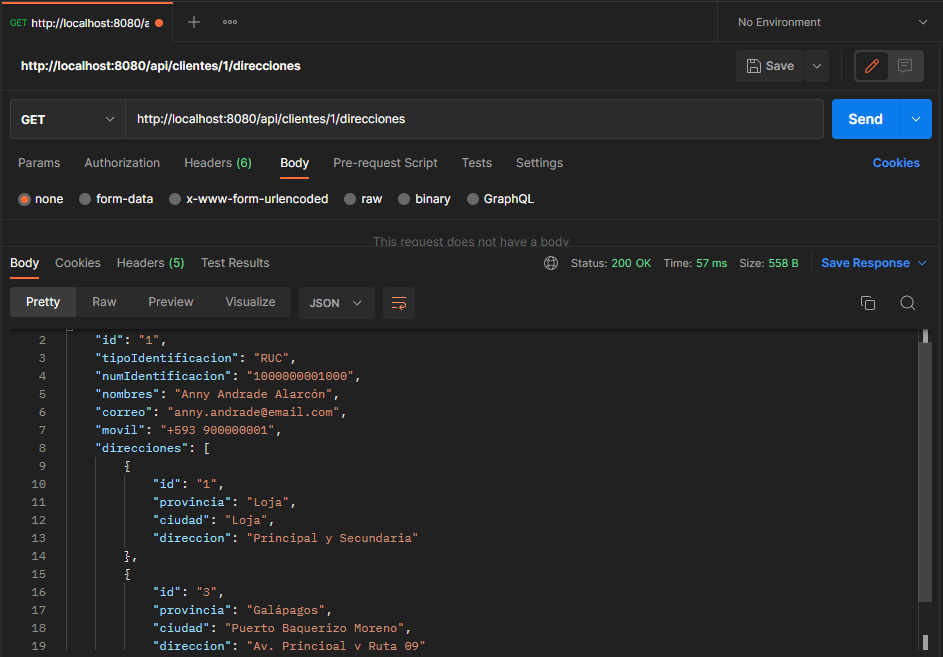 GET http://localhost:8080/a
No Environment
http://localhost:8080/api/clientes/1/direcciones
Save
GET
http://localhost:8080/api/clientes/1/direcciones
Send
Params Authorization Headers (6) Body Pre-request Script Tests Settings Cookies
none form-data x-www-form-urlencoded raw binary GraphQL
This request does not have a body
Body Cookies Headers (5) Test Results Status: 200 OK Time: 57 ms Size: 558 B Save Response
Pretty Raw Preview Visualize JSON
2 "id": "1",
3 "tipoIdentificacion": "RUC",
4 "numIdentificacion": "1000000001000",
5 "nombres": "Anny Andrade Alarcón",
6 "correo": "anny.andrade@email.com",
7 "movil": "+593 900000001",
8 "direcciones": [
9 {
10 "id": "1",
11 "provincia": "Loja",
12 "ciudad": "Loja",
13 "direccion": "Principal y Secundaria"
14 },
15 {
16 "id": "3",
17 "provincia": "Galápagos",
18 "ciudad": "Puerto Baquerizo Moreno",
19 "direccion": "Av. Principal y Ruta 09"